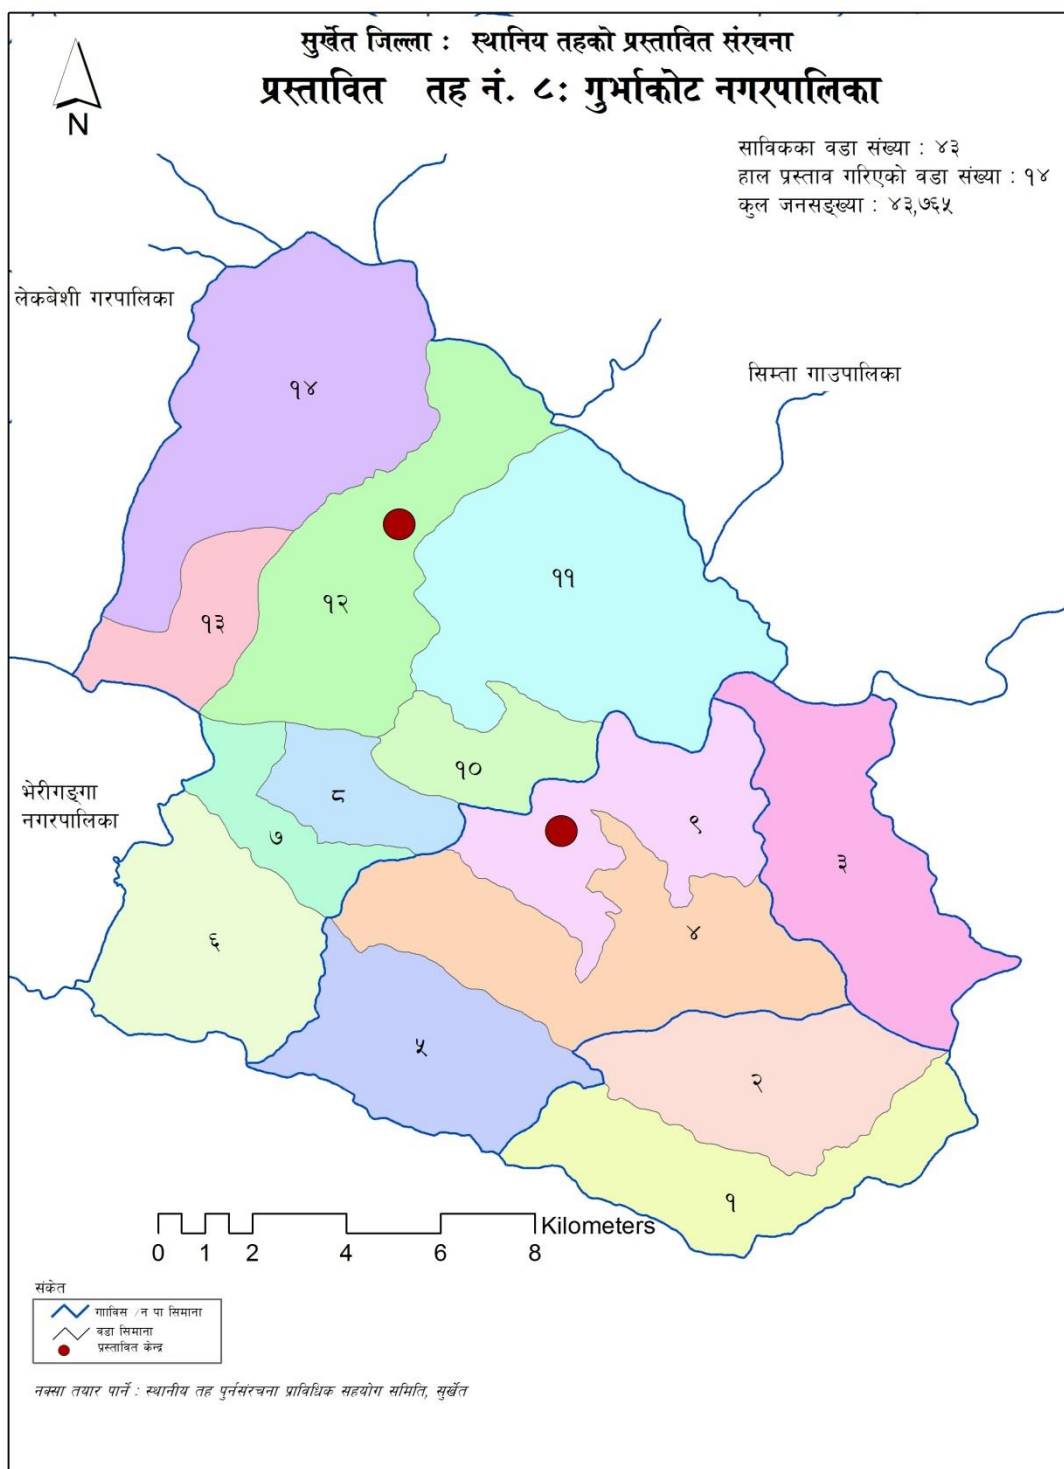 सुर्खेत जिल्ला : स्थानिय तहको प्रस्तावित संरचना
प्रस्तावित तह नं. ८: गुर्भाकोट नगरपालिका
N
साविकका वडा संख्या : ४३
हाल प्रस्ताव गरिएको वडा संख्या : १४
कुल जनसङ्ख्या : ४३,७६५
लेकबेशी गरपालिका
सिम्ता गाउपालिका
१४
११
१२
१३
१०
भेरीगङ्गा
नगरपालिका
८
७
९
३
६
४
५
२
१
Kilometers
0 1 2 4 6 8
संकेत
गााविस /न पा सिमाना
वडा सिमाना
प्रस्तावित केन्द्र
नक्सा तयार पार्ने : स्थानीय तह पुर्नसंरचना प्राविधिक सहयोग समिति, सुर्खेत